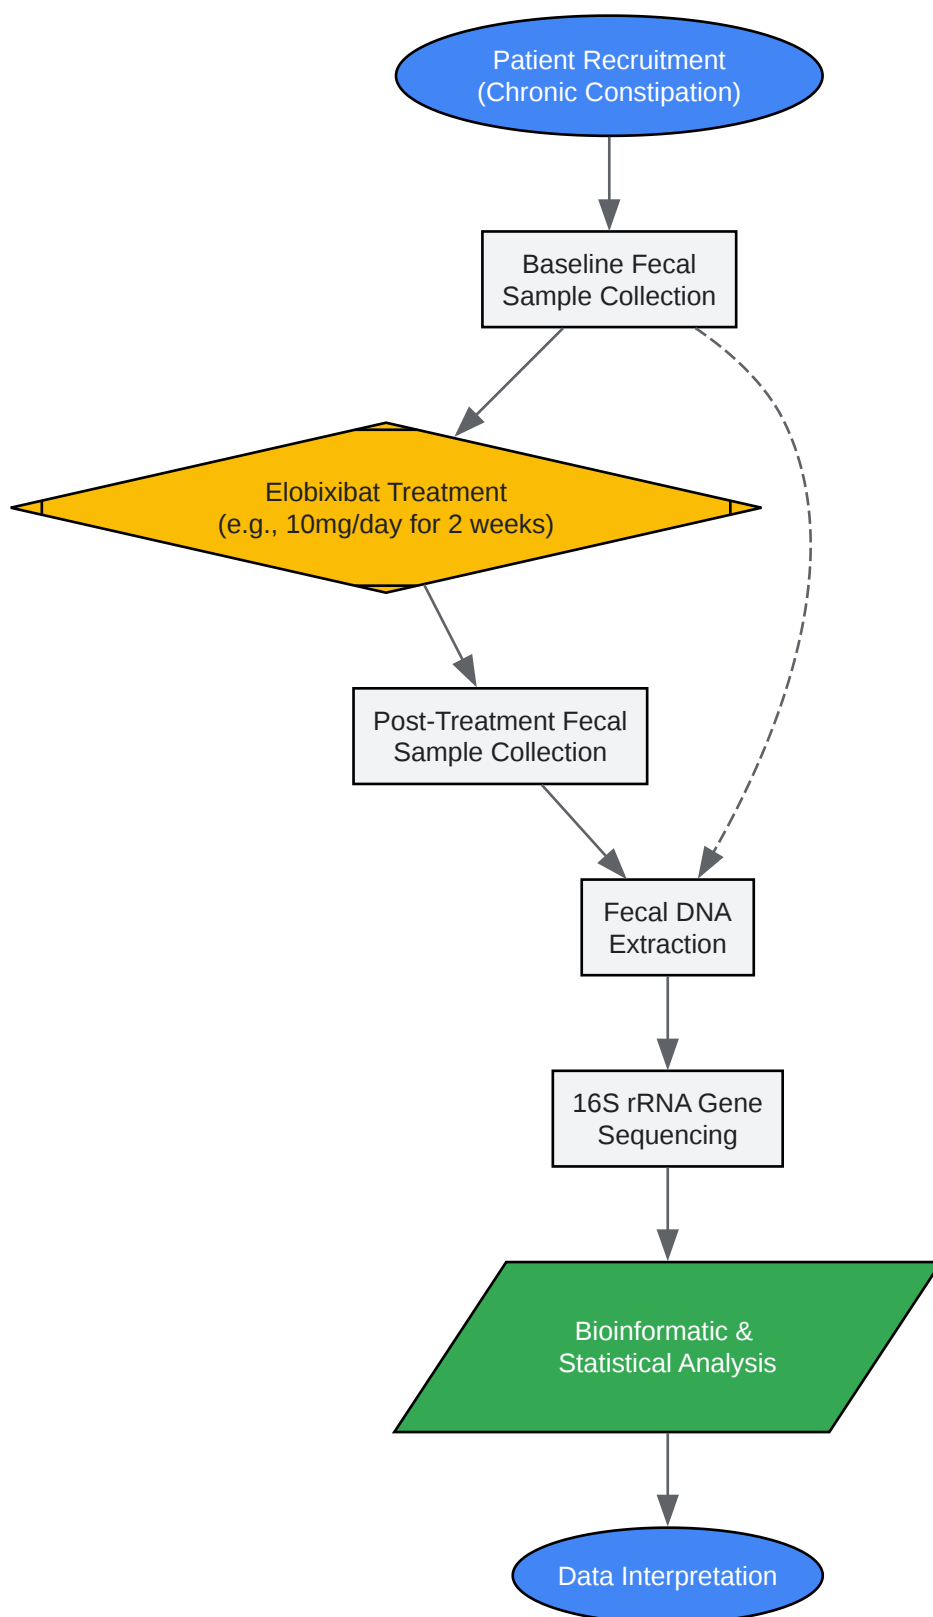 Patient Recruitment
(Chronic Constipation)
Baseline Fecal
Sample Collection
Elobixibat Treatment
(e.g., 10mg/day for 2 weeks)
Post-Treatment Fecal
Sample Collection
Fecal DNA
Extraction
16S rRNA Gene
Sequencing
Bioinformatic &
Statistical Analysis
Data Interpretation